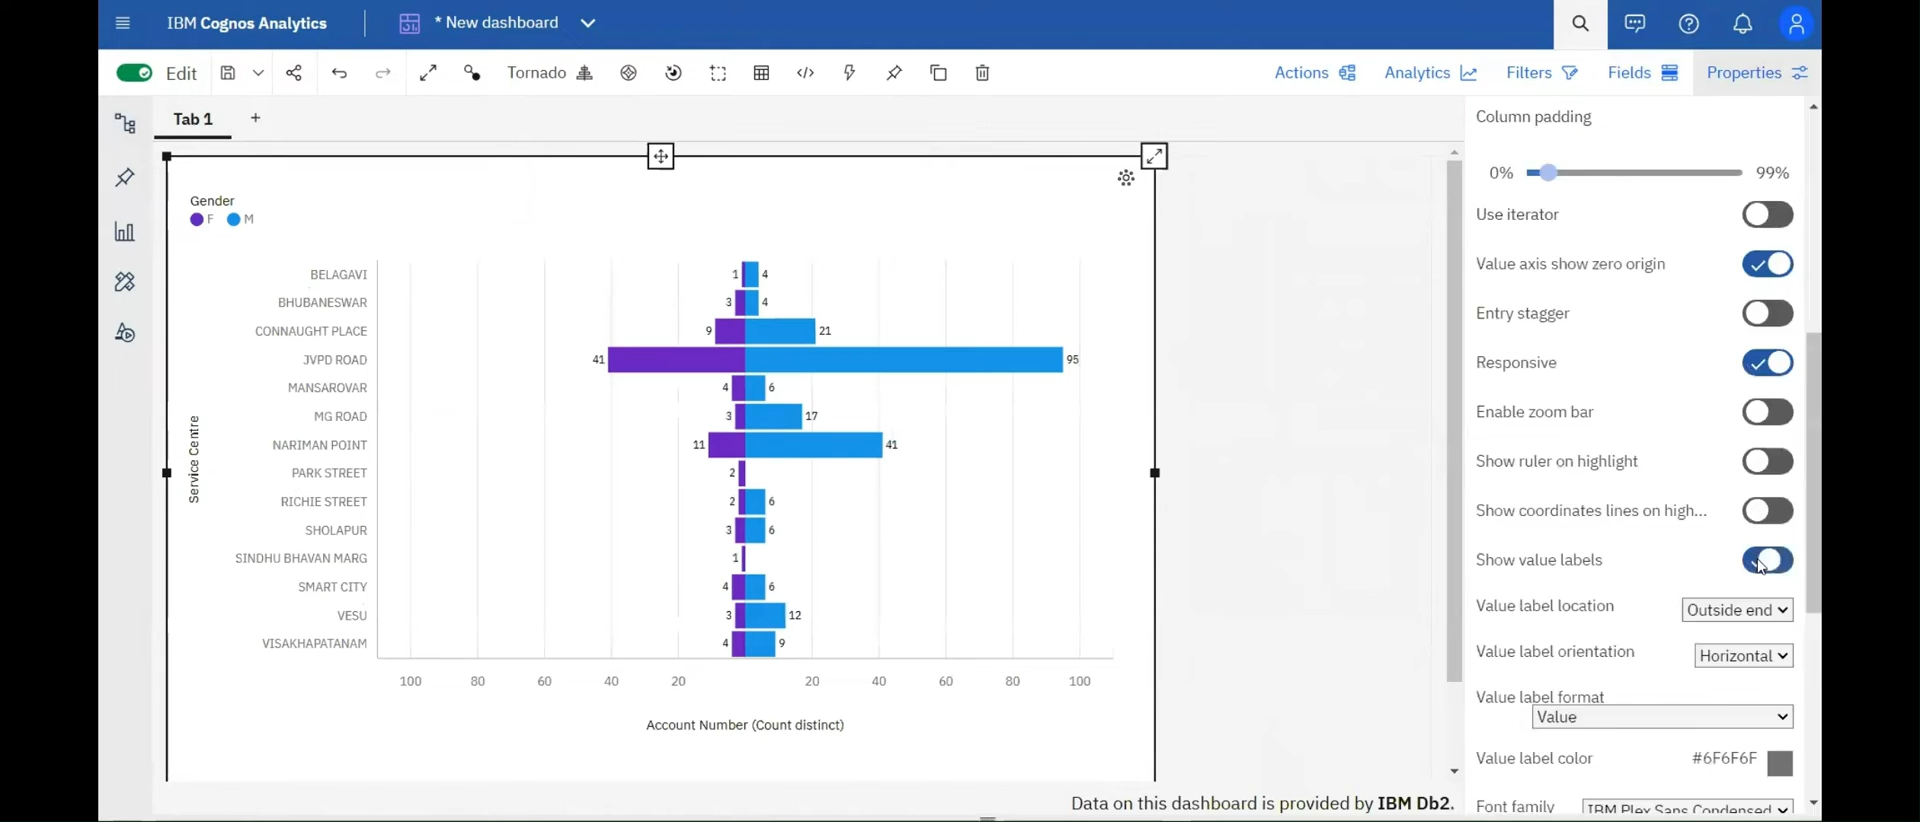 IBM Cognos Analytics
* New dashboard
Edit
Tornado
Actions
Analytics
Filters
Fields
Properties
Tab 1
+
Gender
F M
BELAGAVI 1 4
BHUBANESWAR 3 4
CONNAUGHT PLACE 9 21
JVPD ROAD 41 95
MANSAROVAR 4 6
MG ROAD 3 17
NARIMAN POINT 11 41
PARK STREET 2
RICHIE STREET 2 6
SHOLAPUR 3 6
SINDHU BHAVAN MARG 1
SMART CITY 4 6
VESU 3 12
VISAKHAPATANAM 4 9
Service Centre
100 80 60 40 20 20 40 60 80 100
Account Number (Count distinct)
Data on this dashboard is provided by IBM Db2.
Column padding
0% 99%
Use iterator
Value axis show zero origin
Entry stagger
Responsive
Enable zoom bar
Show ruler on highlight
Show coordinates lines on high...
Show value labels
Value label location Outside end
Value label orientation Horizontal
Value label format
Value
Value label color #6F6F6F
Font family IBM Plex Sans Condensed